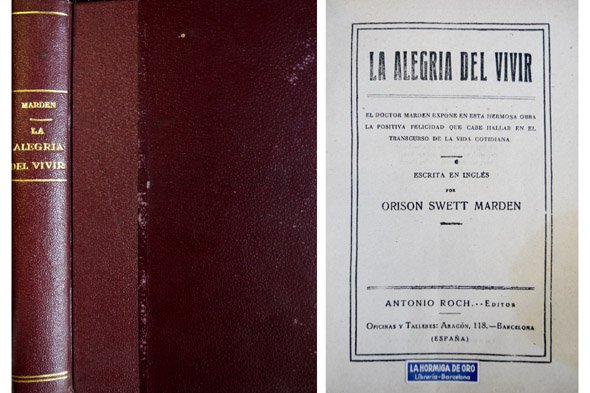 MARDEN
LA
ALEGRIA
DEL VIVIR
LA ALEGRIA DEL VIVIR
EL DOCTOR MARDEN EXPONE EN ESTA HERMOSA OBRA
LA POSITIVA FELICIDAD QUE CABE HALLAR EN EL
TRANSCURSO DE LA VIDA COTIDIANA
ESCRITA EN INGLÉS
POR
ORISON SWETT MARDEN
ANTONIO ROCH.--EDITOR
OFICINAS Y TALLERES: ARAGÓN, 118.—BARCELONA
(ESPAÑA)
LA HORMIGA DE ORO
Librería-Barcelona